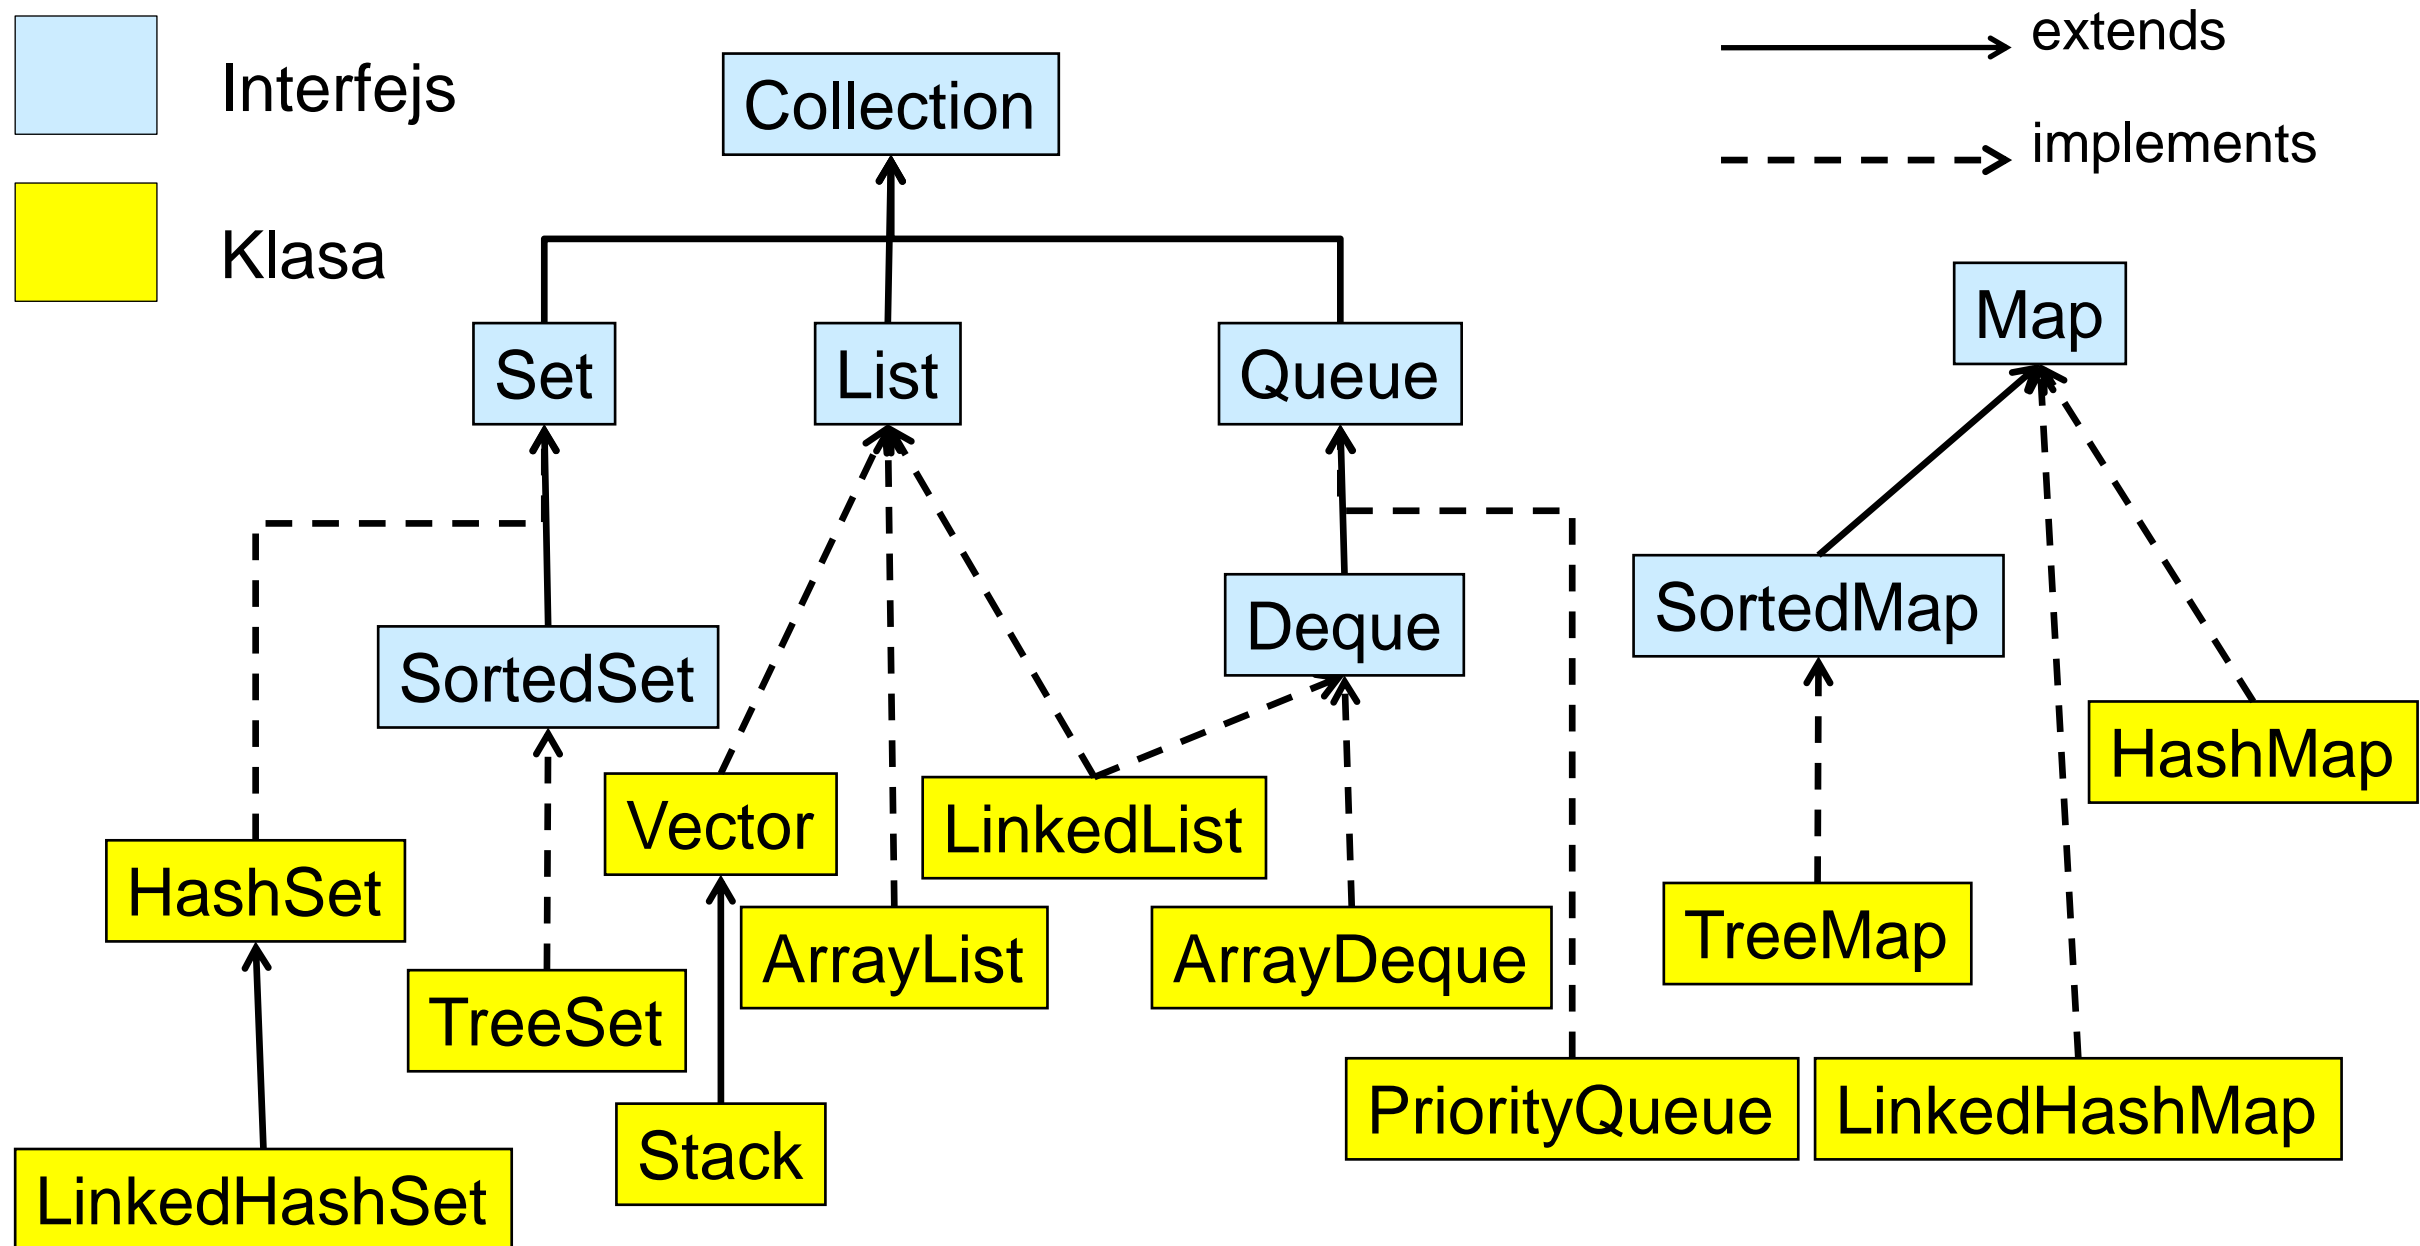 Interfejs
Klasa
extends
implements
Collection
Set
List
Queue
Map
SortedSet
Deque
SortedMap
HashSet
Vector
LinkedList
HashMap
TreeSet
ArrayList
ArrayDeque
TreeMap
LinkedHashSet
Stack
PriorityQueue
LinkedHashMap